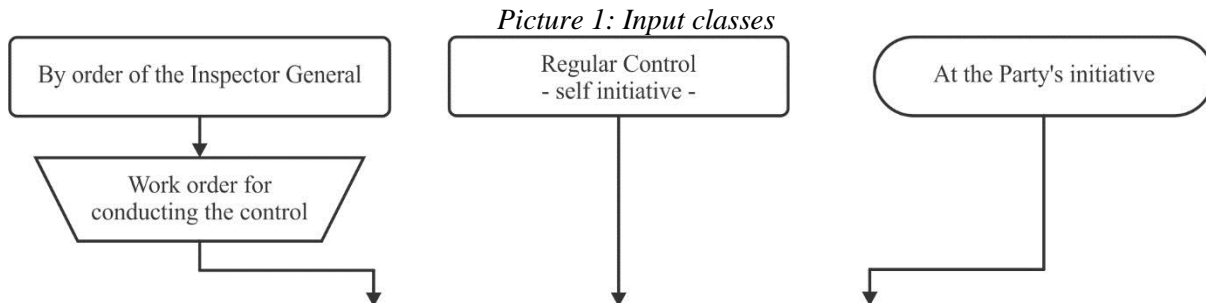 Picture 1: Input classes
By order of the Inspector General
Regular Control
- self initiative -
At the Party's initiative
Work order for
conducting the control